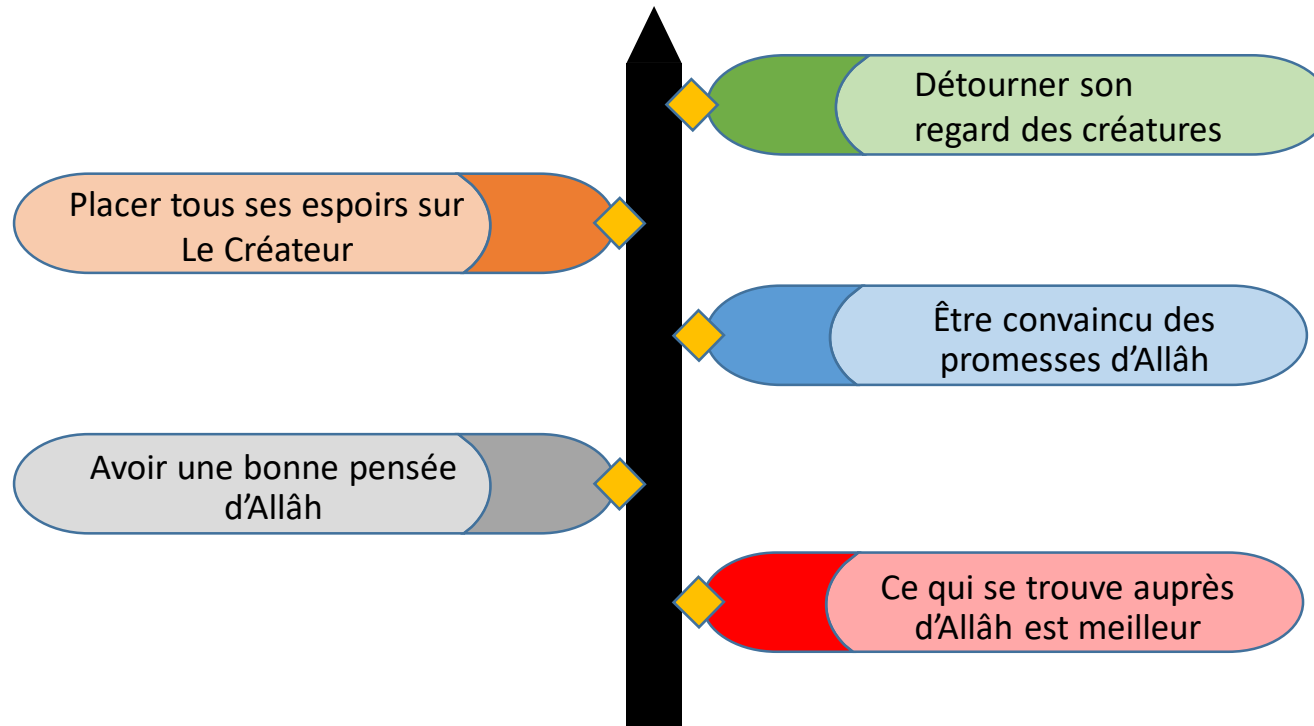 Détourner son
regard des créatures
Placer tous ses espoirs sur
Le Créateur
Être convaincu des
promesses d’Allâh
Avoir une bonne pensée
d’Allâh
Ce qui se trouve auprès
d’Allâh est meilleur